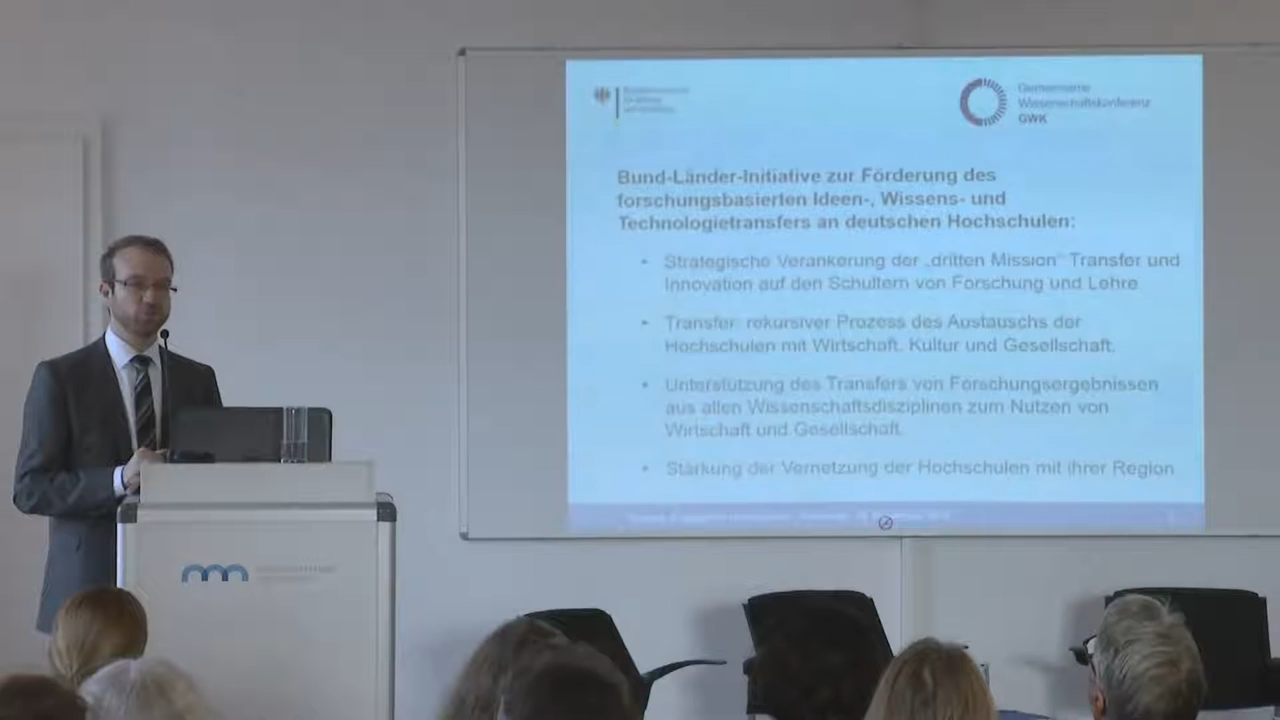 Gemeinsame
Wissenschaftskonferenz
GWK
Bund-Länder-Initiative zur Förderung des
forschungsbasierten Ideen-, Wissens- und
Technologietransfers an deutschen Hochschulen:
• Strategische Verankerung der „dritten Mission“ Transfer und
Innovation auf den Schultern von Forschung und Lehre
• Transfer: rekursiver Prozess des Austauschs der
Hochschulen mit Wirtschaft, Kultur und Gesellschaft.
• Unterstützung des Transfers von Forschungsergebnissen
aus allen Wissenschaftsdisziplinen zum Nutzen von
Wirtschaft und Gesellschaft.
• Stärkung der Vernetzung der Hochschulen mit ihrer Region